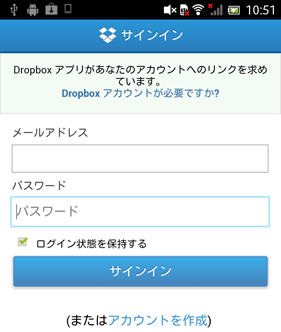 10:51
サインイン
Dropbox アプリがあなたのアカウントへのリンクを求め
ています。
Dropbox アカウントが必要ですか?
メールアドレス
パスワード
パスワード
ログイン状態を保持する
サインイン
(またはアカウントを作成)